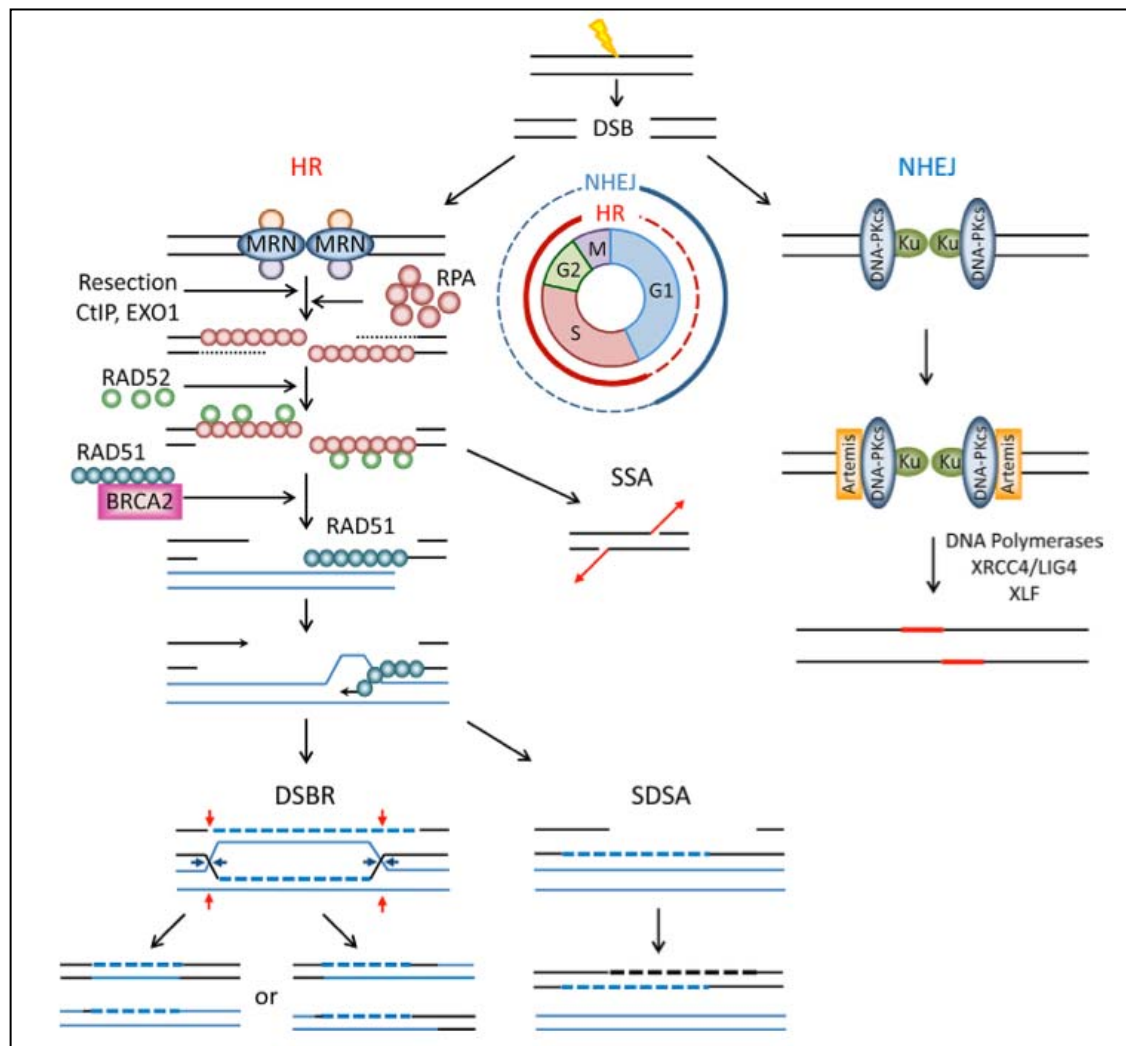 DSB
HR
NHEJ
NHEJ
HR
M
G2
G1
S
MRN
MRN
Resection
CtIP, EXO1
RPA
RAD52
RAD51
BRCA2
RAD51
SSA
DNA-PKcs
Ku
Ku
DNA-PKcs
Artemis
DNA-PKcs
Ku
Ku
DNA-PKcs
Artemis
DNA Polymerases
XRCC4/LIG4
XLF
DSBR
SDSA
or